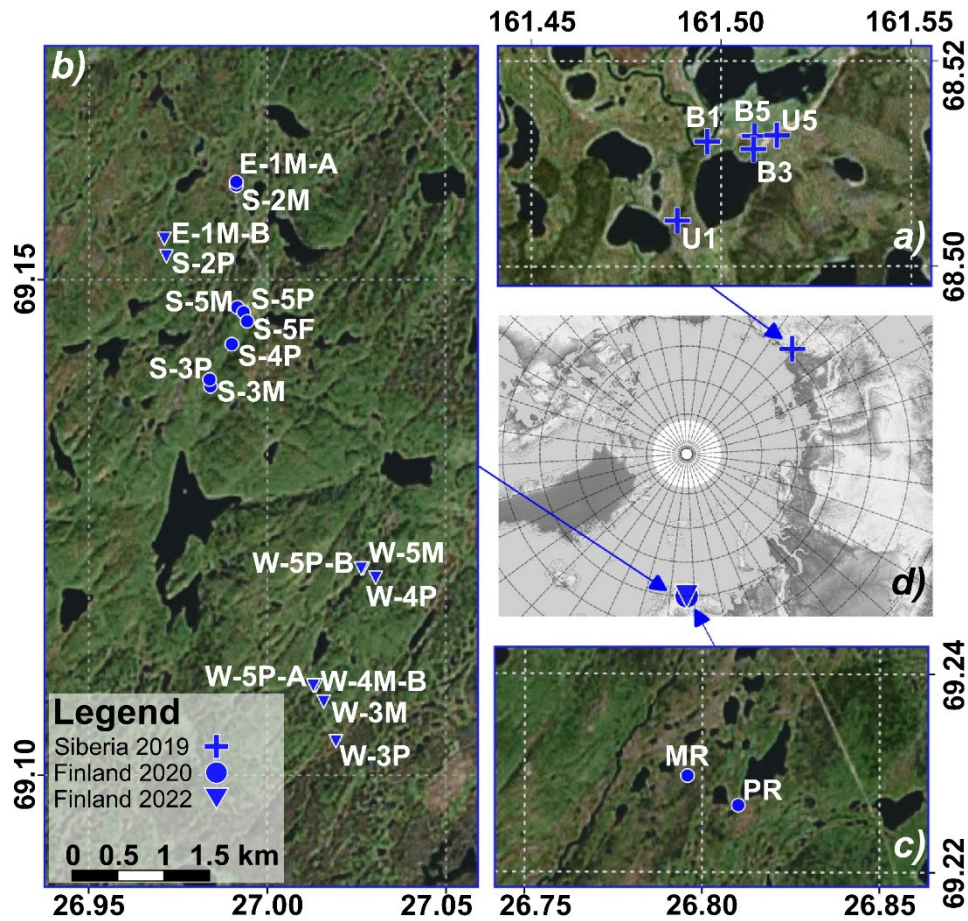 161.45 161.50 161.55
b)
B1 B5 U5
B3
U1
a)
68.52
68.50
E-1M-A
S-2M
E-1M-B
S-2P
69.15
S-5M S-5P
S-5F
S-4P
S-3P
S-3M
W-5P-B W-5M
W-4P
W-5P-A W-4M-B
W-3M
W-3P
69.10
Legend
Siberia 2019
Finland 2020
Finland 2022
0 0.5 1 1.5 km
26.95 27.00 27.05
d)
MR
PR
c)
69.24
69.22
26.75 26.80 26.85